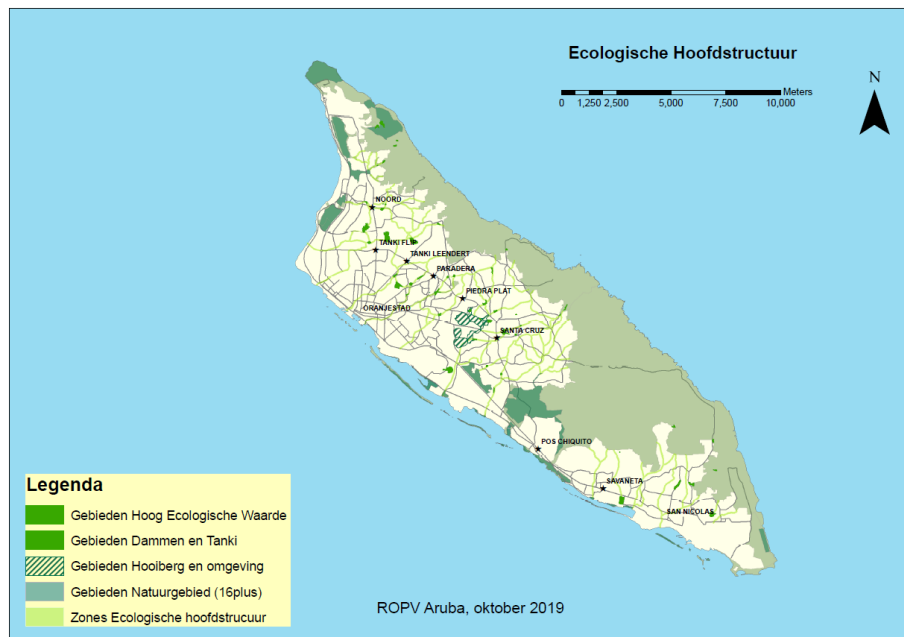 Ecologische Hoofdstructuur
Meters
0 1,250 2,500 5,000 7,500 10,000
N
NOORD
TANKI FLIP
TANKI LEENDERT
PARADERA
PIEDRA PLAT
ORANJESTAD
SANTA CRUZ
POS CHIQUITO
SAVANETA
SAN NICOLAS
Legenda
Gebieden Hoog Ecologische Waarde
Gebieden Dammen en Tanki
Gebieden Hooiberg en omgeving
Gebieden Natuurgebied (16plus)
Zones Ecologische hoofdstrucuur
ROPV Aruba, oktober 2019